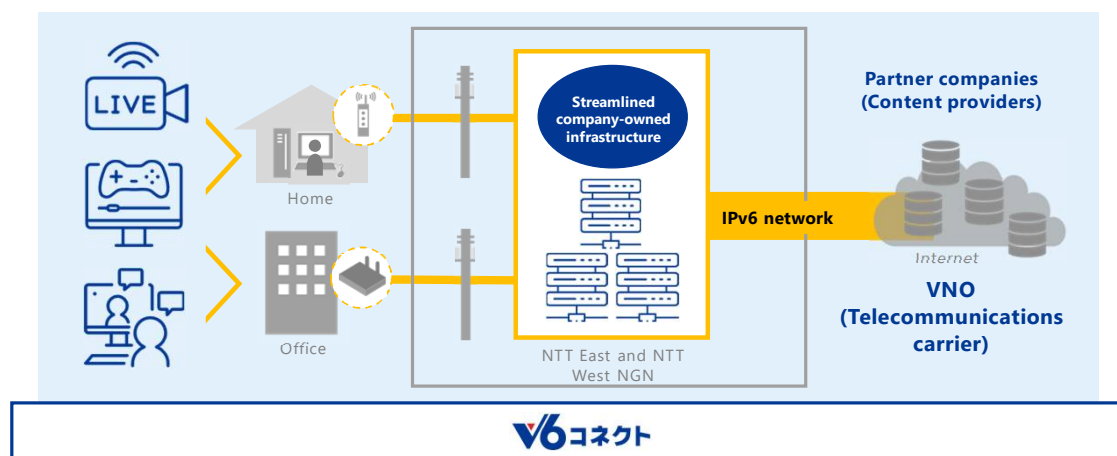 LIVE
Home
Office
Streamlined
company-owned
infrastructure
NTT East and NTT
West NGN
IPv6 network
Partner companies
(Content providers)
Internet
VNO
(Telecommunications
carrier)
V6コネクト